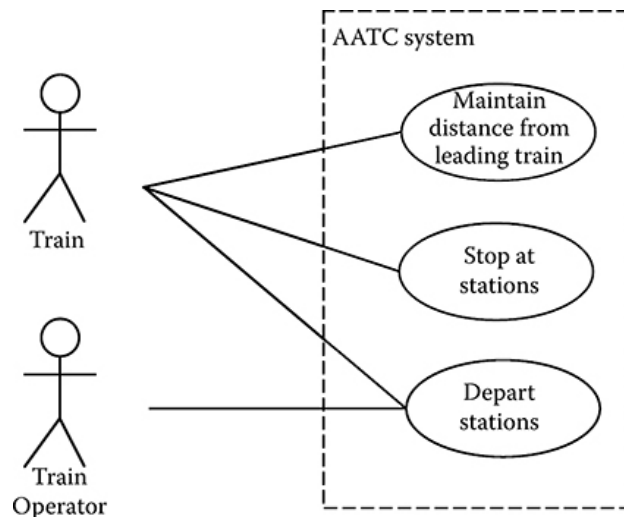 AATC system
Maintain
distance from
leading train
Train
Stop at
stations
Depart
stations
Train
Operator